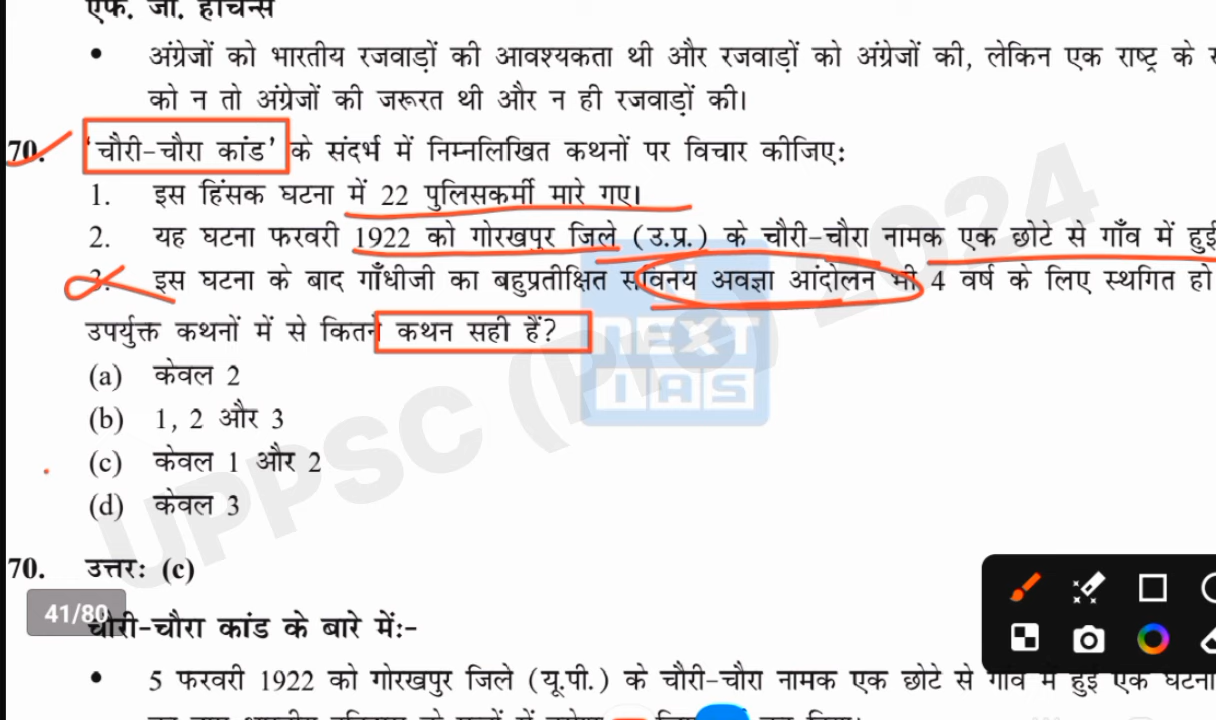 एफ. जी. हचिन्स
• अंग्रेजों को भारतीय रजवाड़ों की आवश्यकता थी और रजवाड़ों को अंग्रेजों की, लेकिन एक राष्ट्र के
को न तो अंग्रेजों की जरूरत थी और न ही रजवाड़ों की।
70. 'चौरी-चौरा कांड' के संदर्भ में निम्नलिखित कथनों पर विचार कीजिए:
1. इस हिंसक घटना में 22 पुलिसकर्मी मारे गए।
2. यह घटना फरवरी 1922 को गोरखपुर जिले (उ.प्र.) के चौरी-चौरा नामक एक छोटे से गाँव में हुई
3. इस घटना के बाद गाँधीजी का बहुप्रतीक्षित सविनय अवज्ञा आंदोलन भी 4 वर्ष के लिए स्थगित हो
उपर्युक्त कथनों में से कितने कथन सही हैं?
(a) केवल 2
(b) 1, 2 और 3
(c) केवल 1 और 2
(d) केवल 3
NEXT
IAS
UPPSC (Pre) 2024
70. उत्तर: (c)
41/80
चौरी-चौरा कांड के बारे में:-
• 5 फरवरी 1922 को गोरखपुर जिले (यू.पी.) के चौरी-चौरा नामक एक छोटे से गाँव में हुई एक घटना